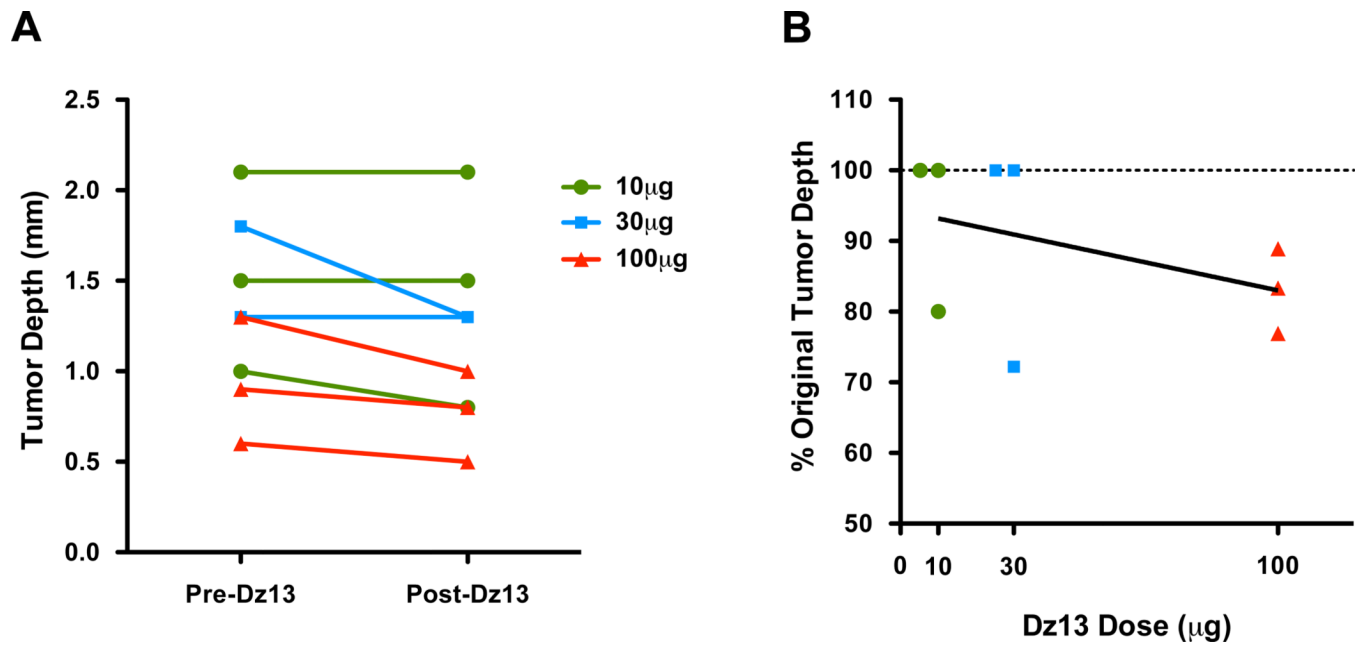 A
2.5
2.0
1.5
1.0
0.5
0.0
Tumor Depth (mm)
Pre-Dz13
Post-Dz13
10μg
30μg
100μg
B
110
100
90
80
70
60
50
% Original Tumor Depth
0
10
30
100
Dz13 Dose (μg)